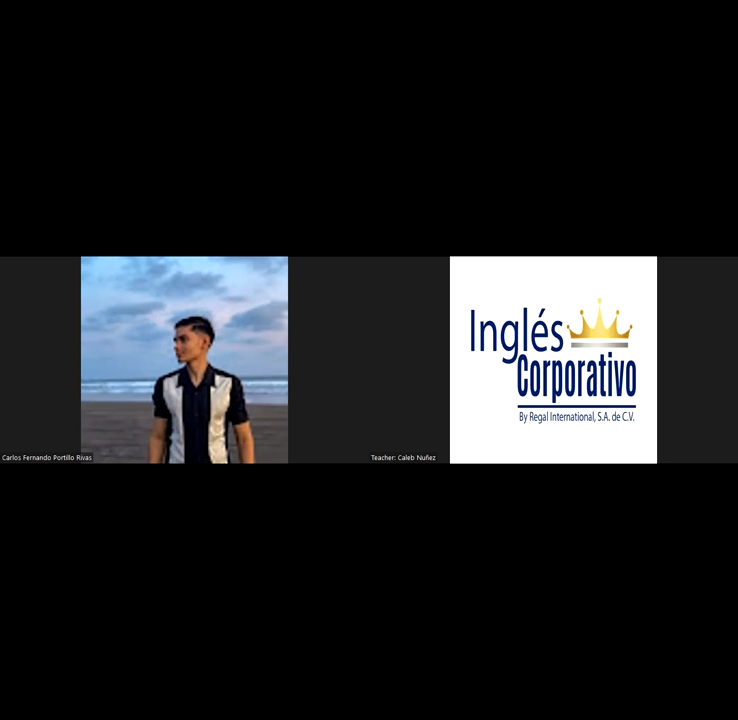 Inglés
Corporativo
By Regal International, S.A. de C.V.
Carlos Fernando Portillo Rivas
Teacher: Caleb Nuñez